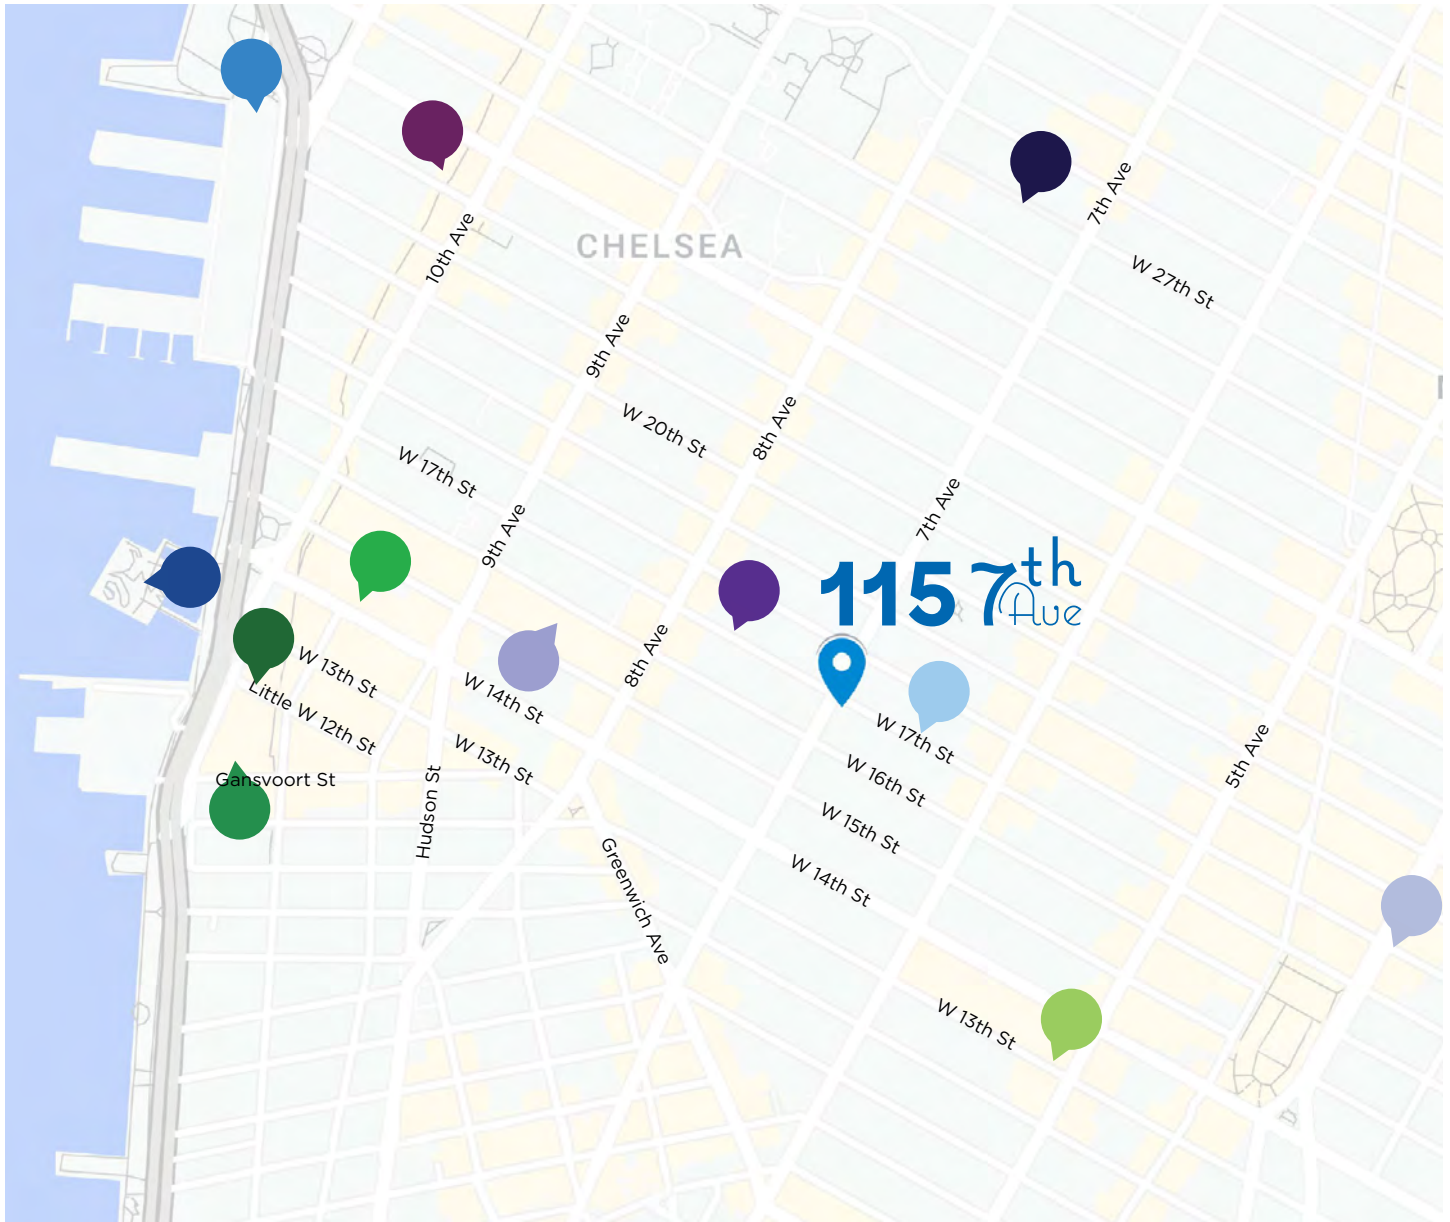 7th Ave
10th Ave
CHELSEA
W 27th St
9th Ave
W 20th St
8th Ave
W 17th St
7th Ave
9th Ave
115 7th
Ave
W 13th St
8th Ave
Little W 12th St
W 14th St
W 17th St
W 13th St
5th Ave
Gansvoort St
W 16th St
Hudson St
W 15th St
W 14th St
Greenwich Ave
W 13th St